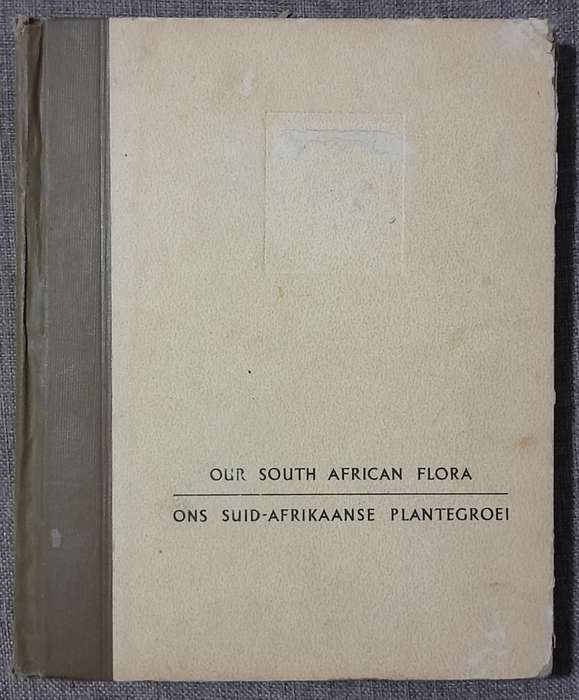 OUR SOUTH AFRICAN FLORA
ONS SUID-AFRIKAANSE PLANTEGROEI